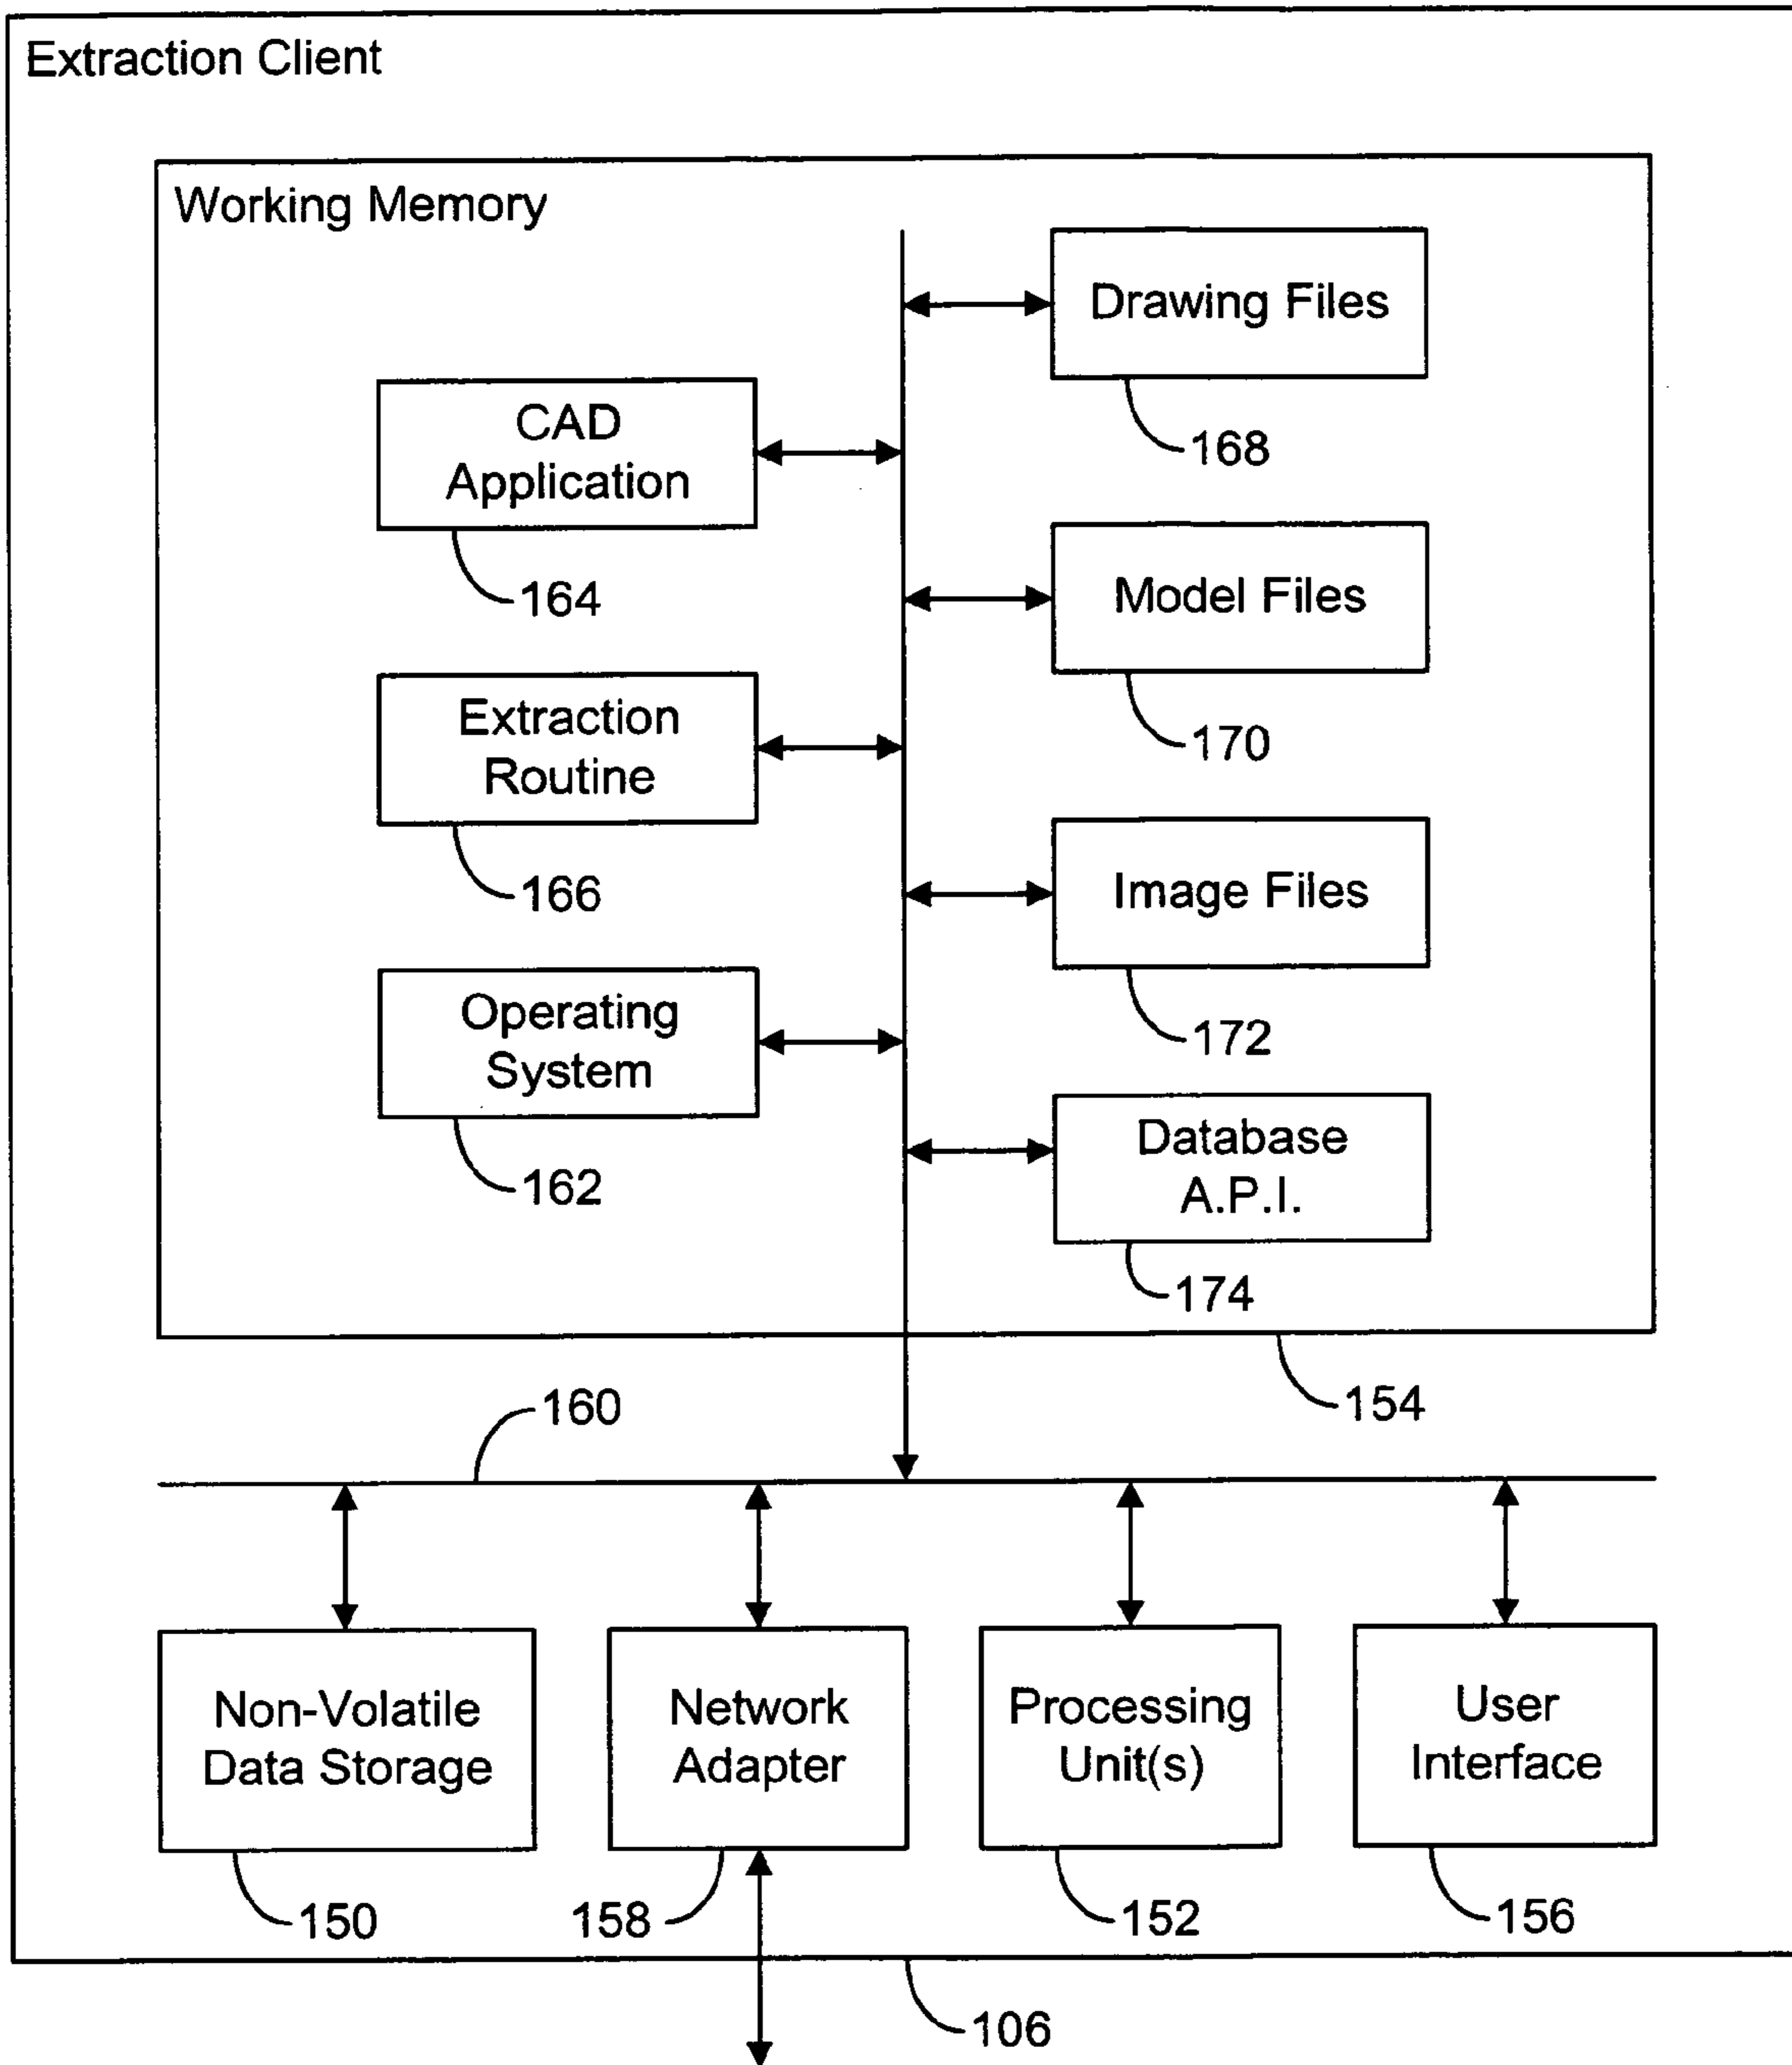 Extraction Client
Working Memory
Drawing Files
168
CAD
Application
164
Model Files
170
Extraction
Routine
166
Image Files
172
Operating
System
162
Database
A.P.I.
174
154
160
Non-Volatile
Data Storage
150
Network
Adapter
158
Processing
Unit(s)
152
User
Interface
156
106